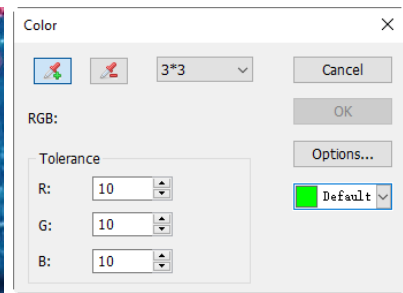 Color
3*3
Cancel
RGB:
OK
Tolerance
Options...
R: 10
Default
G: 10
B: 10